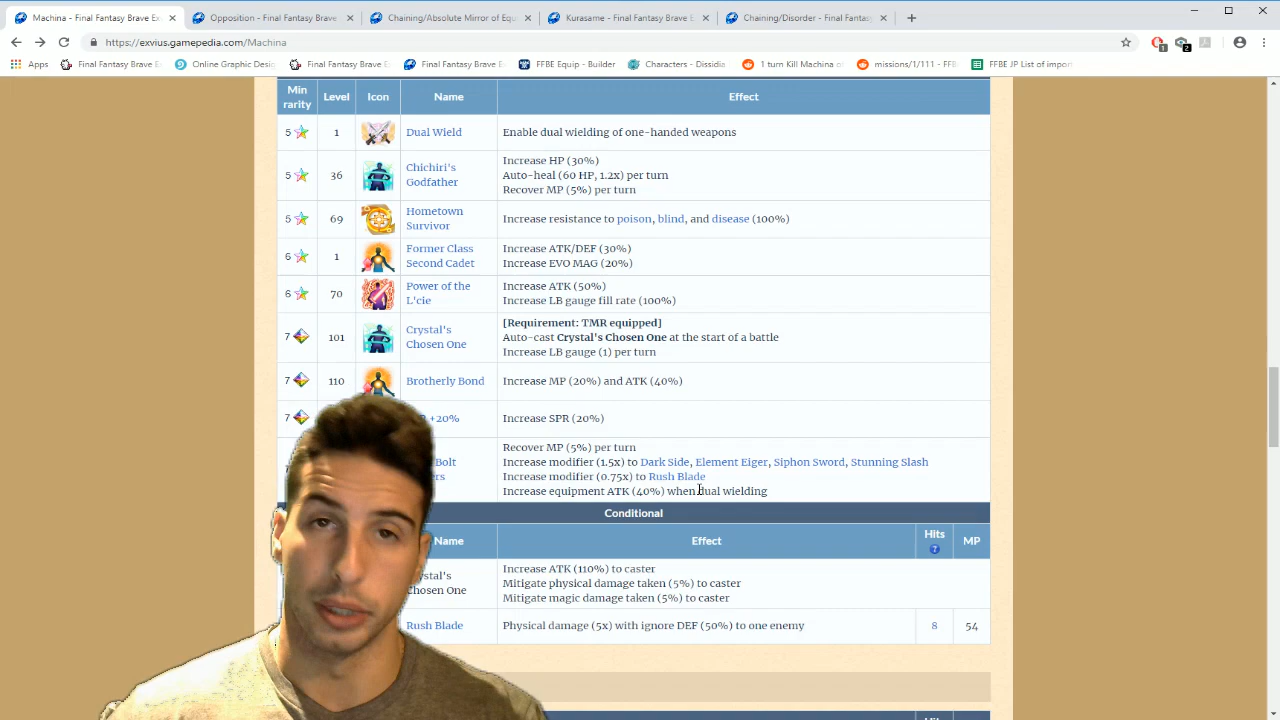 Machina - Final Fantasy Brave Ex
Opposition - Final Fantasy Brave
Chaining/Absolute Mirror of Equ
Kurasame - Final Fantasy Brave E
Chaining/Disorder - Final Fantasy
https://exvius.gamepedia.com/Machina
Apps
Final Fantasy Brave E
Online Graphic Desig
Final Fantasy Brave E
Final Fantasy Brave E
FFBE Equip - Builder
Characters - Dissidia
1 turn Kill Machina o
missions/1/111 - FFB
FFBE JP List of import
Min rarity
Level
Icon
Name
Effect
5
1
Dual Wield
Enable dual wielding of one-handed weapons
5
36
Chichiri's
Godfather
Increase HP (30%)
Auto-heal (60 HP, 1.2x) per turn
Recover MP (5%) per turn
5
69
Hometown
Survivor
Increase resistance to poison, blind, and disease (100%)
6
1
Former Class
Second Cadet
Increase ATK/DEF (30%)
Increase EVO MAG (20%)
6
70
Power of the
L'cie
Increase ATK (50%)
Increase LB gauge fill rate (100%)
7
101
Crystal's
Chosen One
[Requirement: TMR equipped]
Auto-cast Crystal's Chosen One at the start of a battle
Increase LB gauge (1) per turn
7
110
Brotherly Bond
Increase MP (20%) and ATK (40%)
7
+20%
Increase SPR (20%)
Bolt
rs
Recover MP (5%) per turn
Increase modifier (1.5x) to Dark Side, Element Eiger, Siphon Sword, Stunning Slash
Increase modifier (0.75x) to Rush Blade
Increase equipment ATK (40%) when dual wielding
Conditional
Name
Effect
Hits
MP
ystal's
Chosen One
Increase ATK (110%) to caster
Mitigate physical damage taken (5%) to caster
Mitigate magic damage taken (5%) to caster
Rush Blade
Physical damage (5x) with ignore DEF (50%) to one enemy
8
54